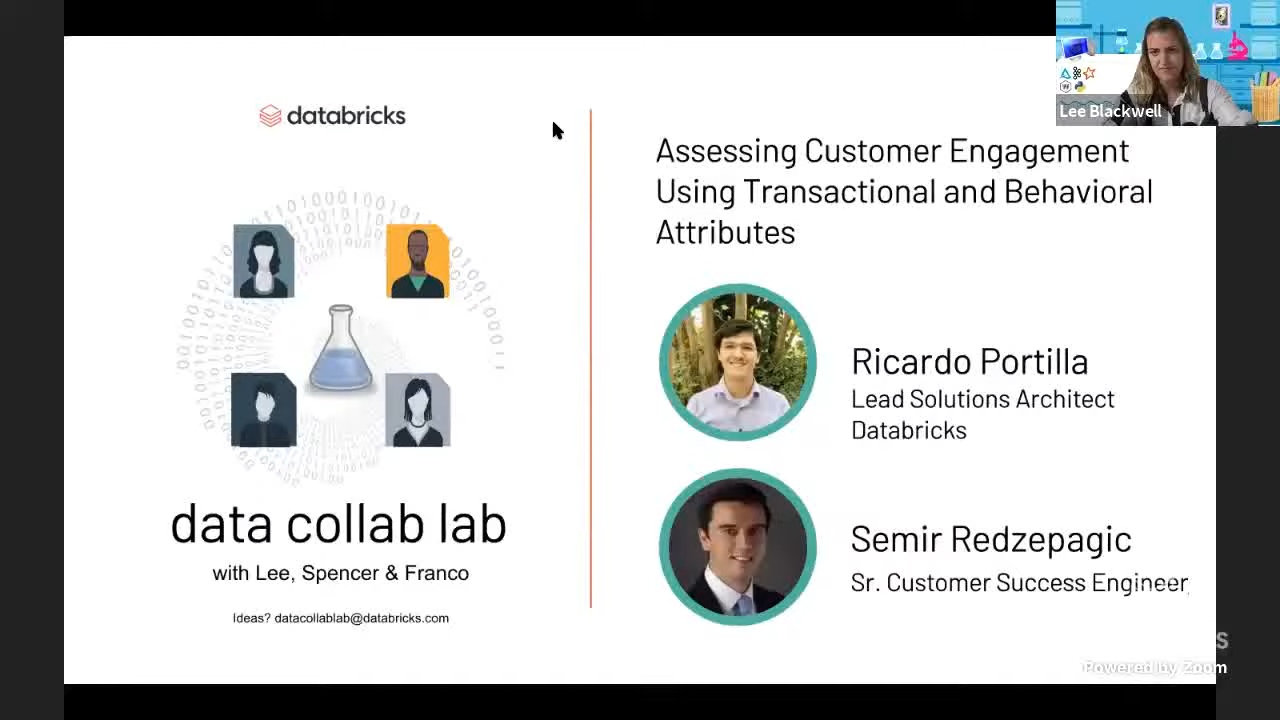 databricks
data collab lab
with Lee, Spencer & Franco
Ideas? datacollablab@databricks.com
Assessing Customer Engagement
Using Transactional and Behavioral
Attributes
Ricardo Portilla
Lead Solutions Architect
Databricks
Semir Redzepagic
Sr. Customer Success Engineer
Lee Blackwell
Powered by Zoom